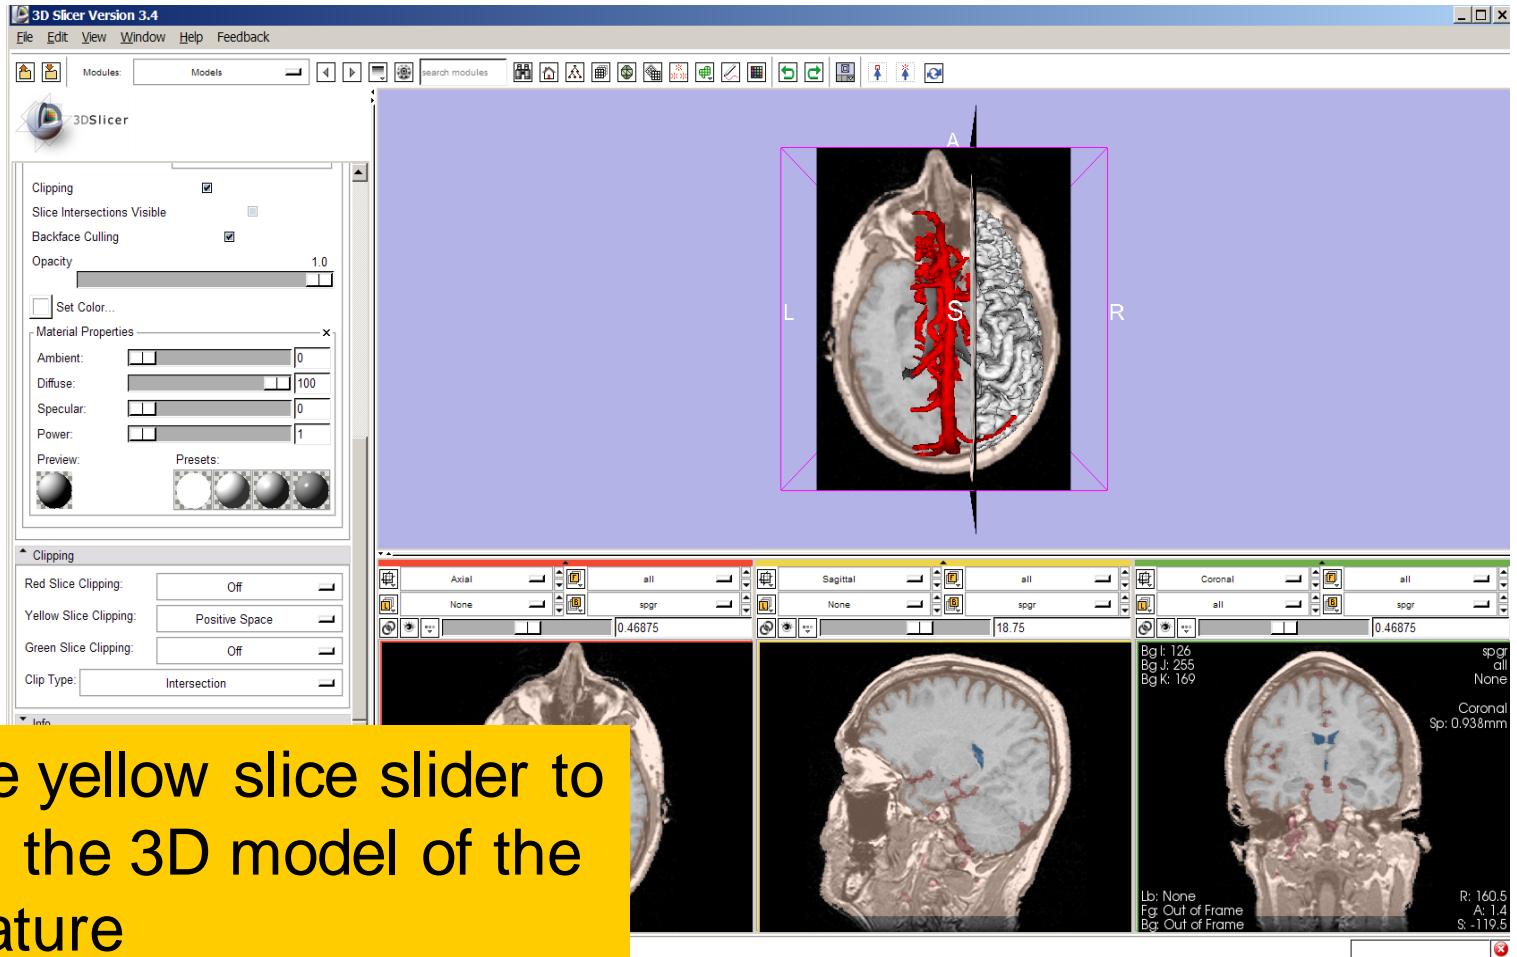 3D Slicer Version 3.4
File Edit View Window Help Feedback
Modules: Models search modules
3DSlicer
Clipping
Slice Intersections Visible
Backface Culling
Opacity 1.0
Set Color...
Material Properties x
Ambient: 0
Diffuse: 100
Specular: 0
Power: 1
Preview: Presets:
Clipping
Red Slice Clipping: Off
Yellow Slice Clipping: Positive Space
Green Slice Clipping: Off
Clip Type: Intersection
Info
A
L S R
Axial all
None spgr
0.46875
Sagittal all
None spgr
18.75
Coronal all
all spgr
0.46875
Bg I: 126
Bg J: 255
Bg K: 169
spgr
all
None
Coronal
Sp: 0.938mm
Lb: None
Fg: Out of Frame
Bg: Out of Frame
R: 160.5
A: 1.4
S: -119.5
e yellow slice slider to
the 3D model of the
ature